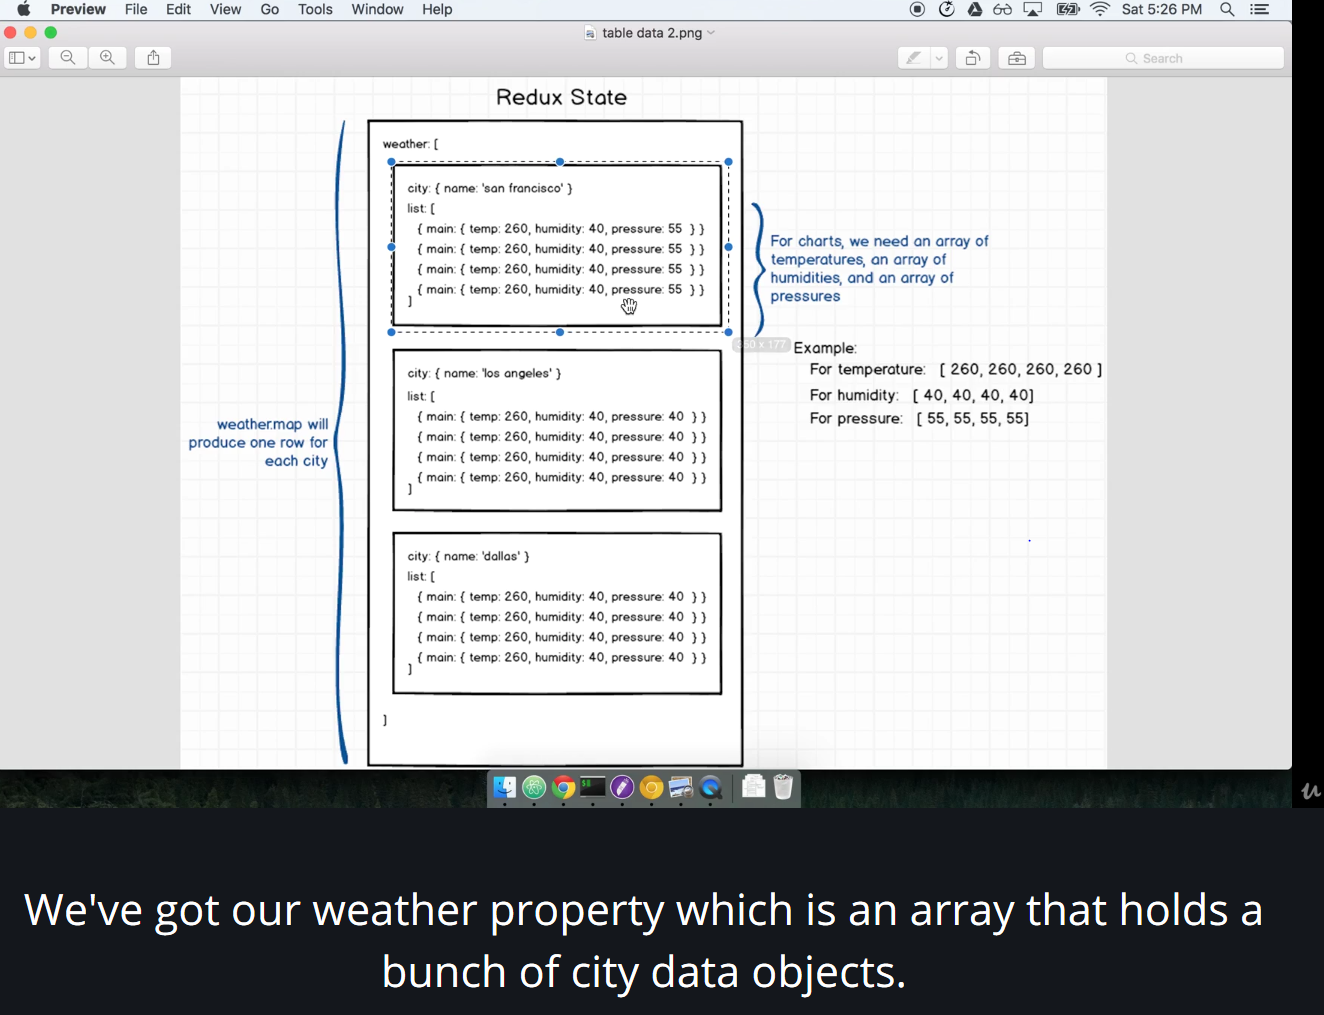 Preview File Edit View Go Tools Window Help Sat 5:26 PM
table data 2.png
Search
Redux State
weather: [
city: { name: 'san francisco' }
list: [
{ main: { temp: 260, humidity: 40, pressure: 55 } }
{ main: { temp: 260, humidity: 40, pressure: 55 } }
{ main: { temp: 260, humidity: 40, pressure: 55 } }
{ main: { temp: 260, humidity: 40, pressure: 55 } }
]
For charts, we need an array of
temperatures, an array of
humidities, and an array of
pressures
Example:
For temperature: [ 260, 260, 260, 260 ]
For humidity: [ 40, 40, 40, 40]
For pressure: [ 55, 55, 55, 55]
city: { name: 'los angeles' }
list: [
{ main: { temp: 260, humidity: 40, pressure: 40 } }
{ main: { temp: 260, humidity: 40, pressure: 40 } }
{ main: { temp: 260, humidity: 40, pressure: 40 } }
{ main: { temp: 260, humidity: 40, pressure: 40 } }
]
weather.map will
produce one row for
each city
city: { name: 'dallas' }
list: [
{ main: { temp: 260, humidity: 40, pressure: 40 } }
{ main: { temp: 260, humidity: 40, pressure: 40 } }
{ main: { temp: 260, humidity: 40, pressure: 40 } }
{ main: { temp: 260, humidity: 40, pressure: 40 } }
]
]
We've got our weather property which is an array that holds a
bunch of city data objects.